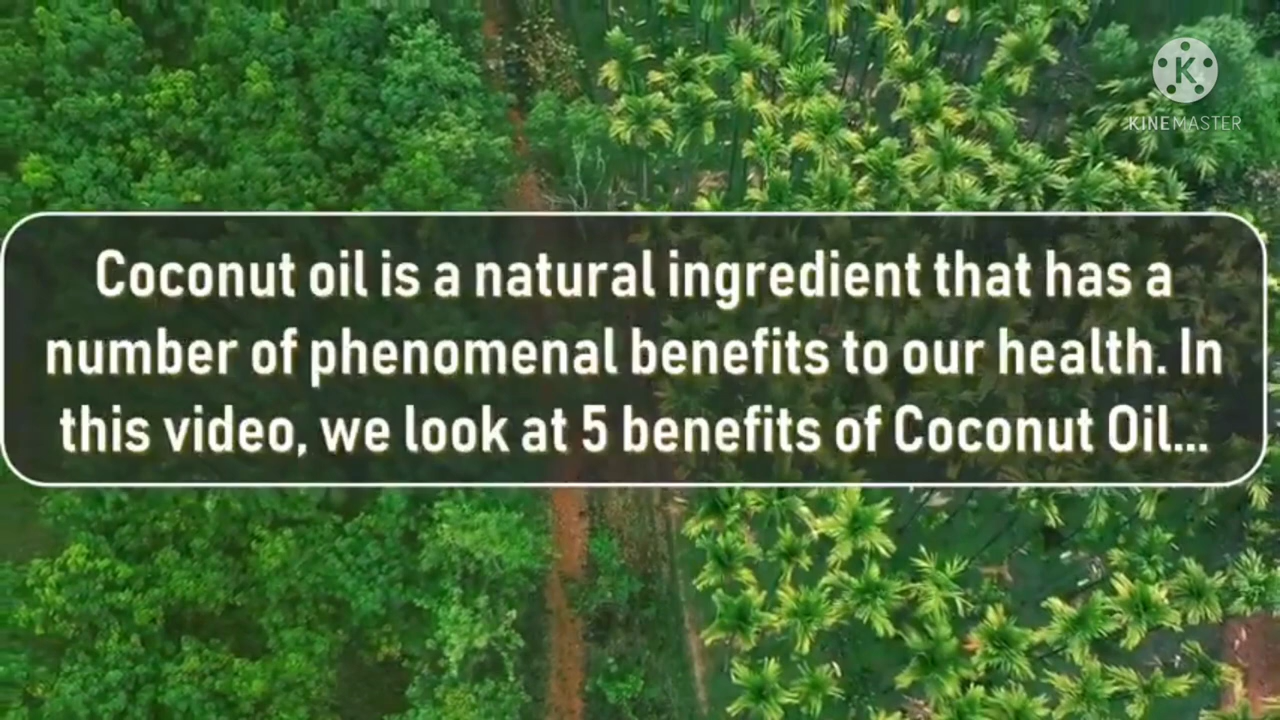 K
KINEMASTER
Coconut oil is a natural ingredient that has a
number of phenomenal benefits to our health. In
this video, we look at 5 benefits of Coconut Oil...